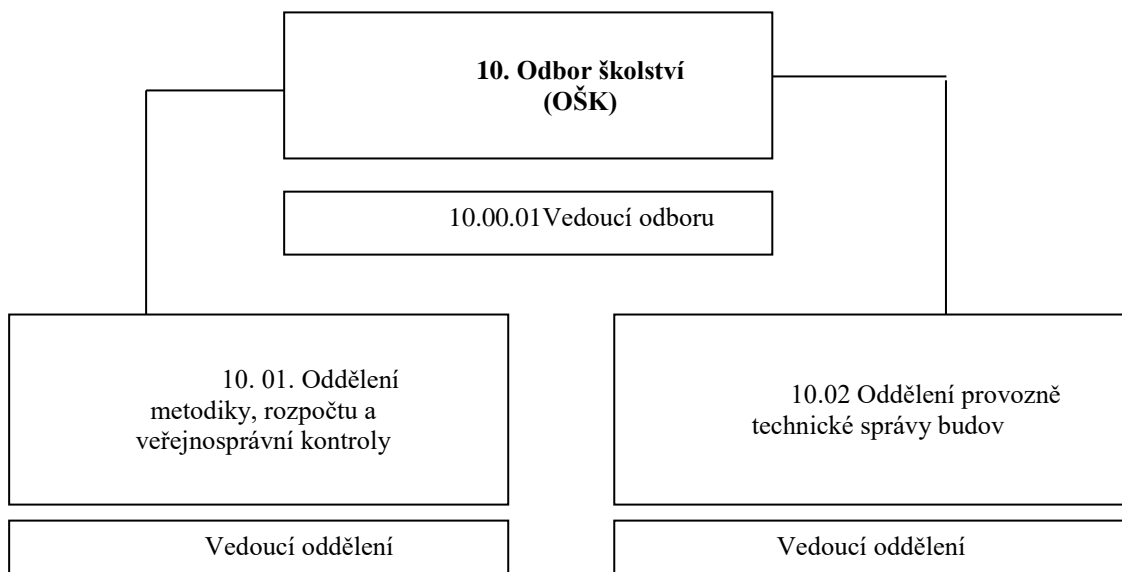 10. Odbor školství
(OŠK)
10.00.01Vedoucí odboru
10. 01. Oddělení
metodiky, rozpočtu a
veřejnosprávní kontroly
10.02 Oddělení provozně
technické správy budov
Vedoucí oddělení
Vedoucí oddělení